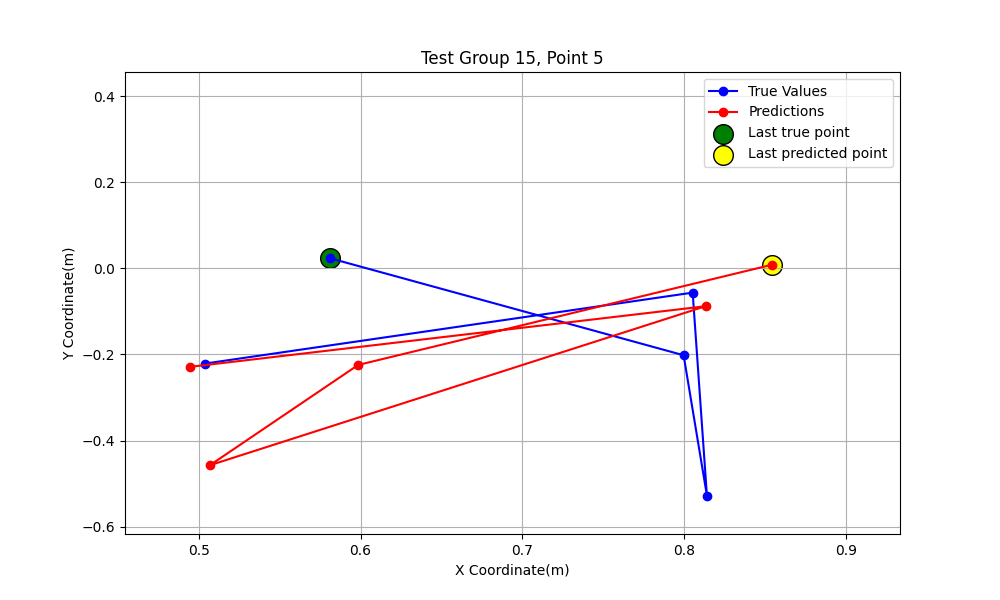 Test Group 15, Point 5
True Values
Predictions
Last true point
Last predicted point
0.4
0.2
0.0
−0.2
−0.4
−0.6
Y Coordinate(m)
0.5 0.6 0.7 0.8 0.9
X Coordinate(m)